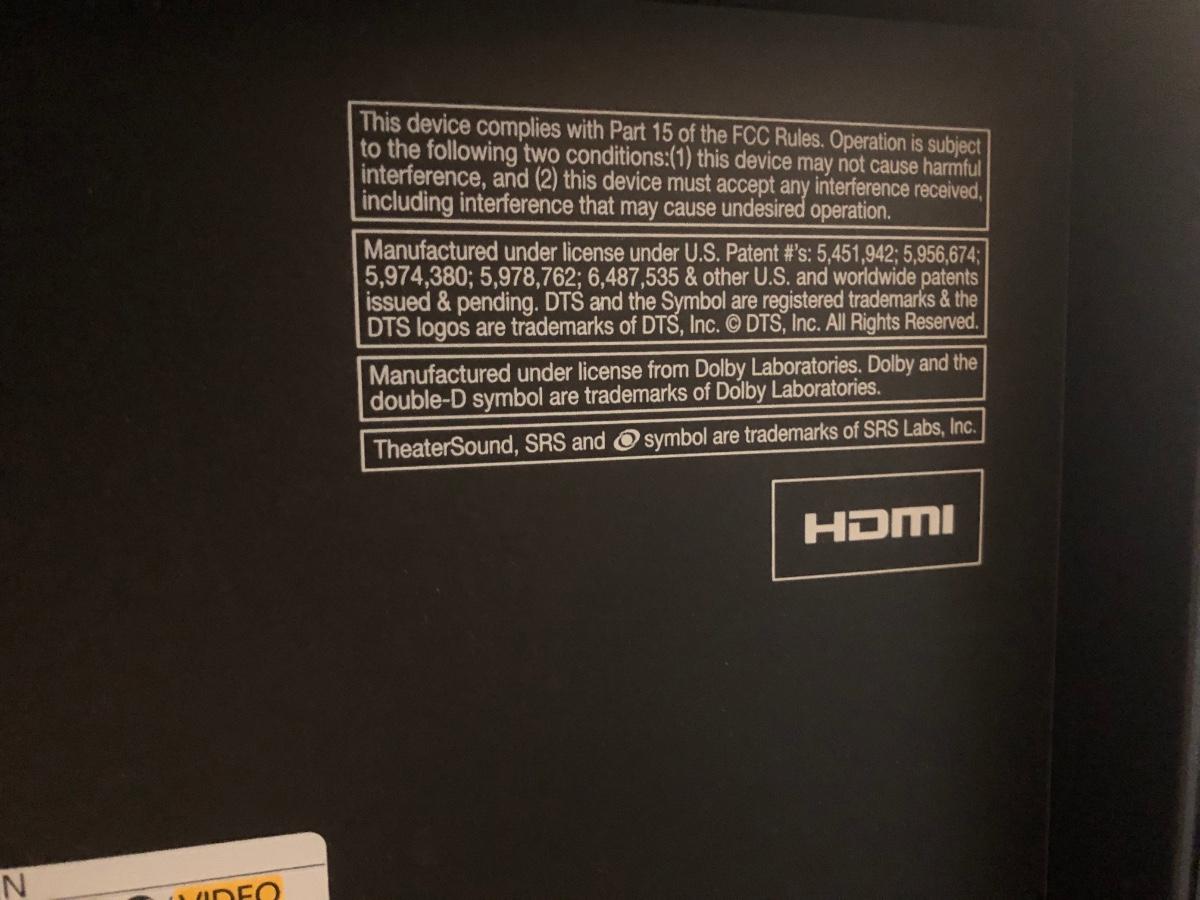 This device complies with Part 15 of the FCC Rules. Operation is subject
to the following two conditions:(1) this device may not cause harmful
interference, and (2) this device must accept any interference received,
including interference that may cause undesired operation.
Manufactured under license under U.S. Patent #'s: 5,451,942; 5,956,674;
5,974,380; 5,978,762; 6,487,535 & other U.S. and worldwide patents
issued & pending. DTS and the Symbol are registered trademarks & the
DTS logos are trademarks of DTS, Inc. © DTS, Inc. All Rights Reserved.
Manufactured under license from Dolby Laboratories. Dolby and the
double-D symbol are trademarks of Dolby Laboratories.
TheaterSound, SRS and symbol are trademarks of SRS Labs, Inc.
HDMI
N
/VIDEO